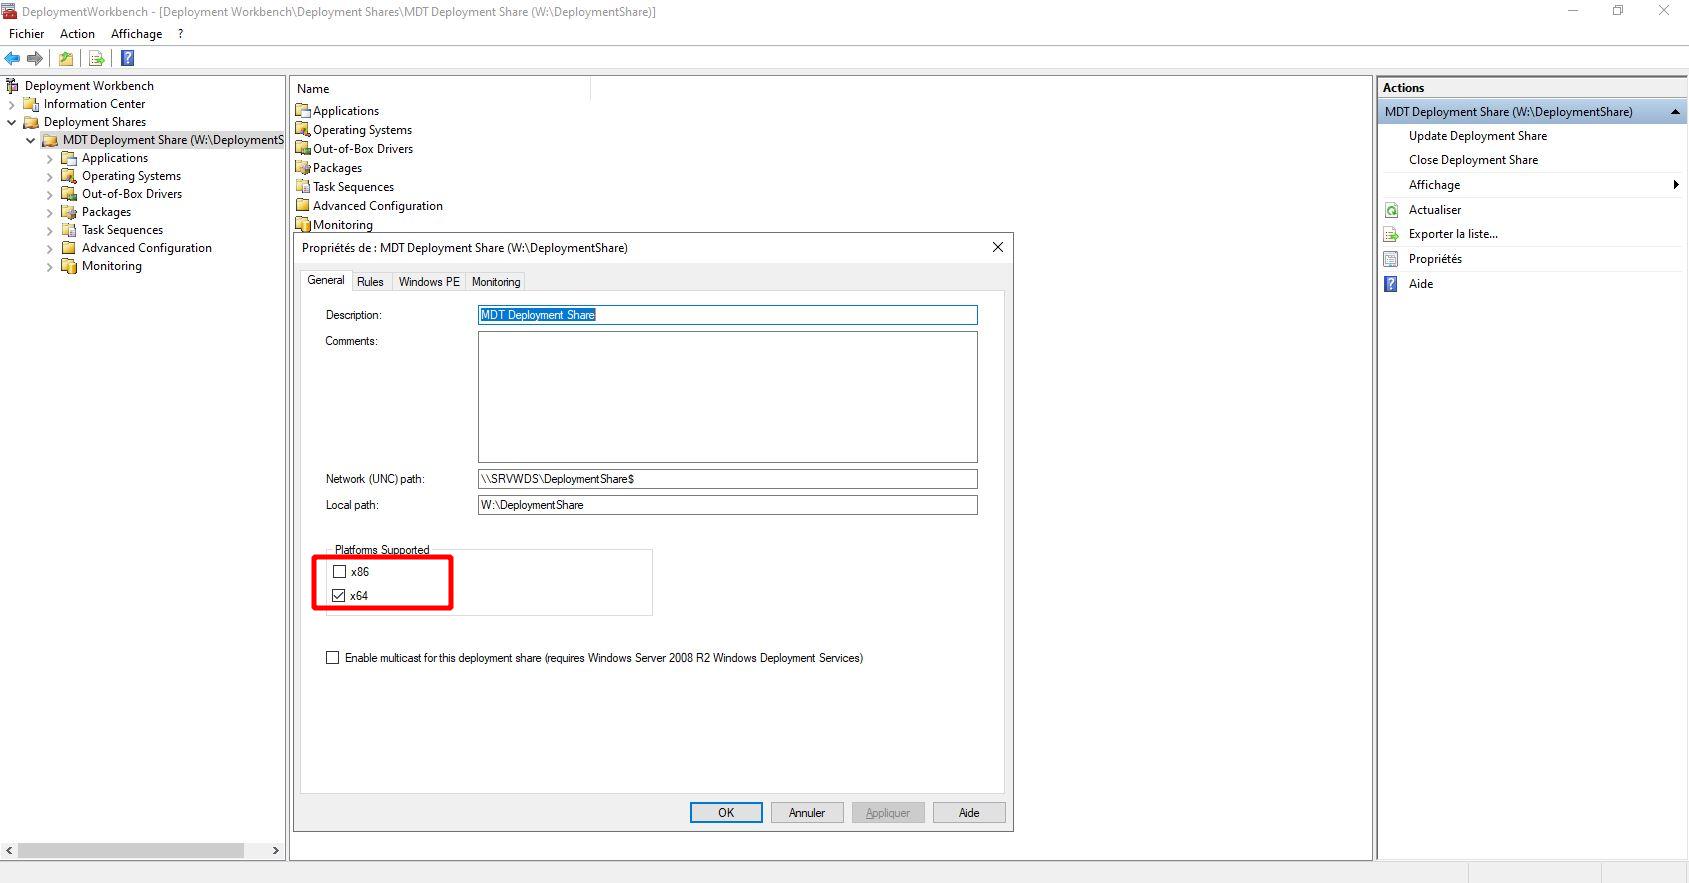 DeploymentWorkbench - [Deployment Workbench\Deployment Shares\MDT Deployment Share (W:\DeploymentShare)]
Fichier Action Affichage ?
Deployment Workbench
Information Center
Deployment Shares
MDT Deployment Share (W:\DeploymentS
Applications
Operating Systems
Out-of-Box Drivers
Packages
Task Sequences
Advanced Configuration
Monitoring
Name
Applications
Operating Systems
Out-of-Box Drivers
Packages
Task Sequences
Advanced Configuration
Monitoring
Propriétés de : MDT Deployment Share (W:\DeploymentShare)
General Rules Windows PE Monitoring
Description: MDT Deployment Share
Comments:
Network (UNC) path: \\SRVWDS\DeploymentShare$
Local path: W:\DeploymentShare
Platforms Supported
x86
x64
Enable multicast for this deployment share (requires Windows Server 2008 R2 Windows Deployment Services)
OK Annuler Appliquer Aide
Actions
MDT Deployment Share (W:\DeploymentShare)
Update Deployment Share
Close Deployment Share
Affichage
Actualiser
Exporter la liste...
Propriétés
Aide